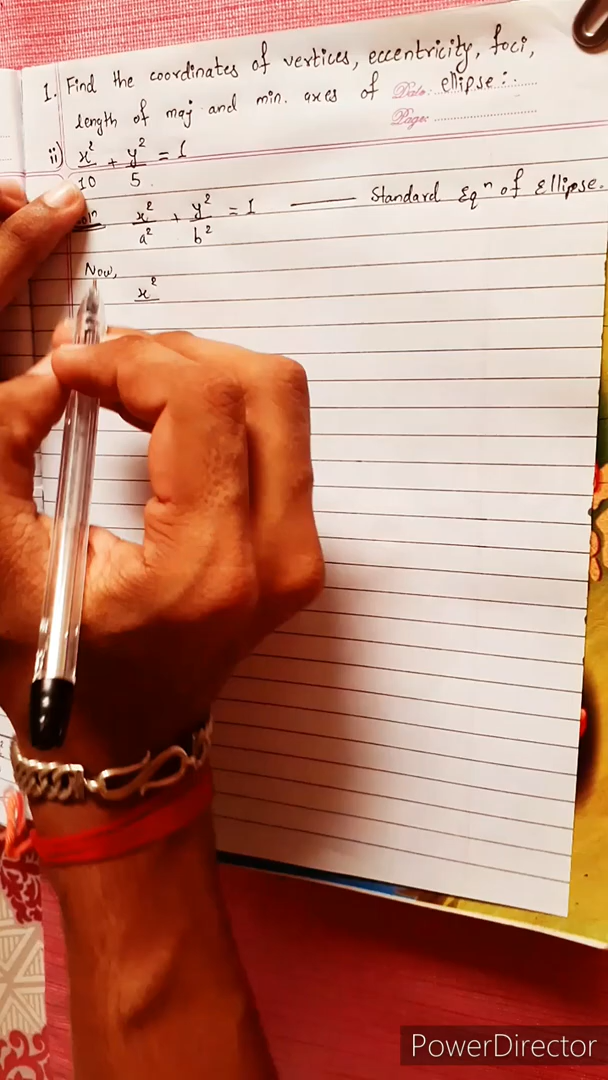 1. Find the coordinates of vertices, eccentricity, foci,
length of maj and min. axes of ellipse:.
Date:
Page:
ii) x²/10 + y²/5 = 1
x²/a² + y²/b² = 1 —— Standard Eqⁿ of Ellipse.
Now,
x²
PowerDirector